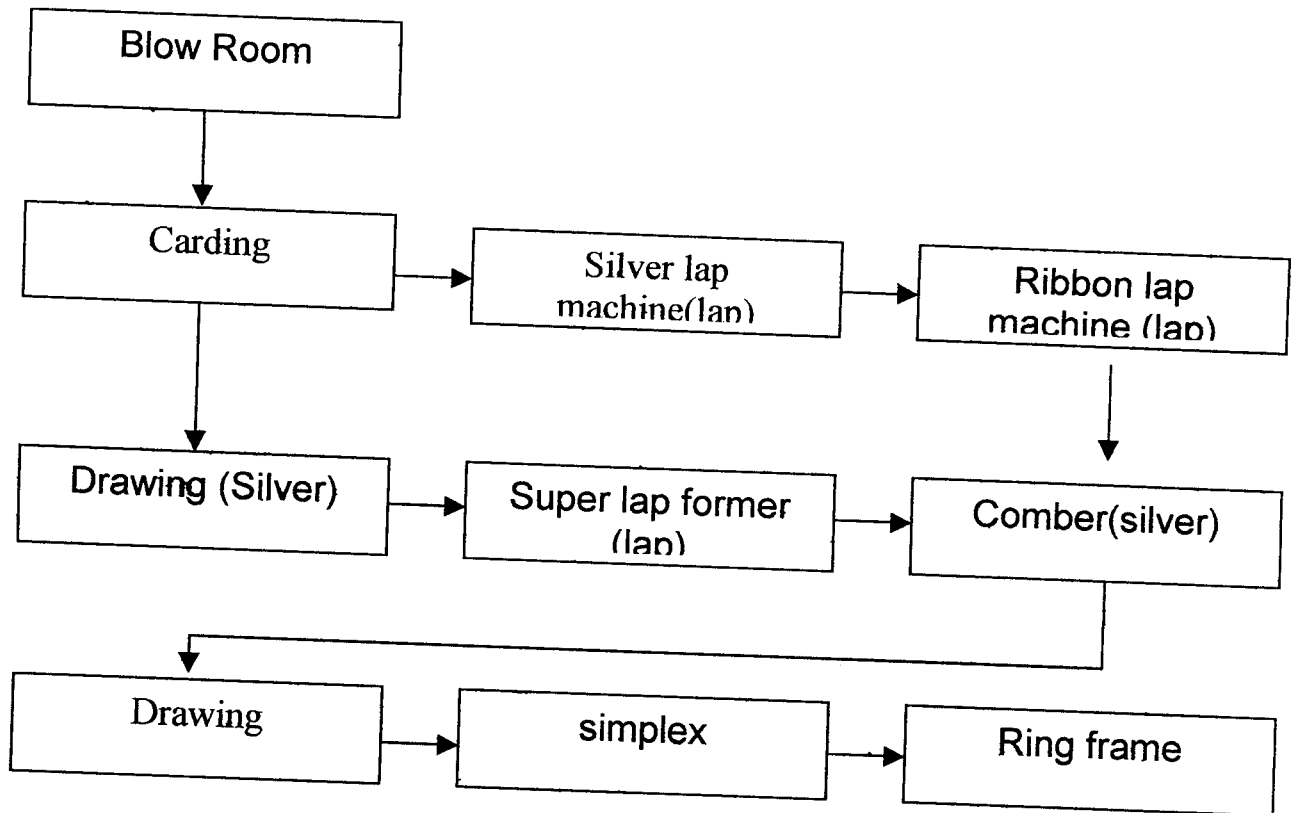 Blow Room
Carding
Silver lap
machine(lap)
Ribbon lap
machine (lap)
Drawing (Silver)
Super lap former
(lap)
Comber(silver)
Drawing
simplex
Ring frame